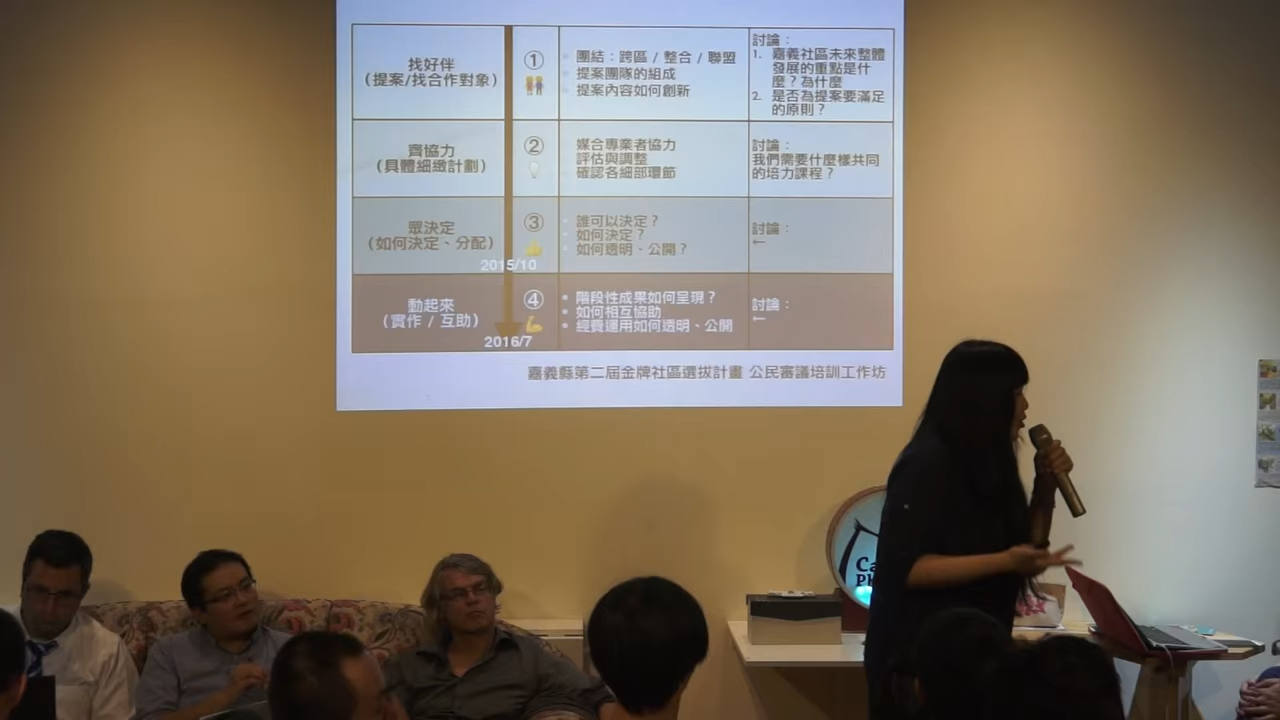 找好伴
（提案/找合作對象）
①
團結：跨區 / 整合 / 聯盟
提案團隊的組成
提案內容如何創新
討論：
1. 嘉義社區未來整體
發展的重點是什
麼？為什麼
2. 是否為提案要滿足
的原則？
齊協力
（具體細緻計劃）
②
媒合專業者協力
評估與調整
確認各細部環節
討論：
我們需要什麼樣共同
的培力課程？
眾決定
（如何決定、分配）
2015/10
③
• 誰可以決定？
• 如何決定？
• 如何透明、公開？
討論：
←
動起來
（實作 / 互助）
2016/7
④
• 階段性成果如何呈現？
• 如何相互協助
• 經費運用如何透明、公開
討論：
←
嘉義縣第二屆金牌社區選拔計畫 公民審議培訓工作坊